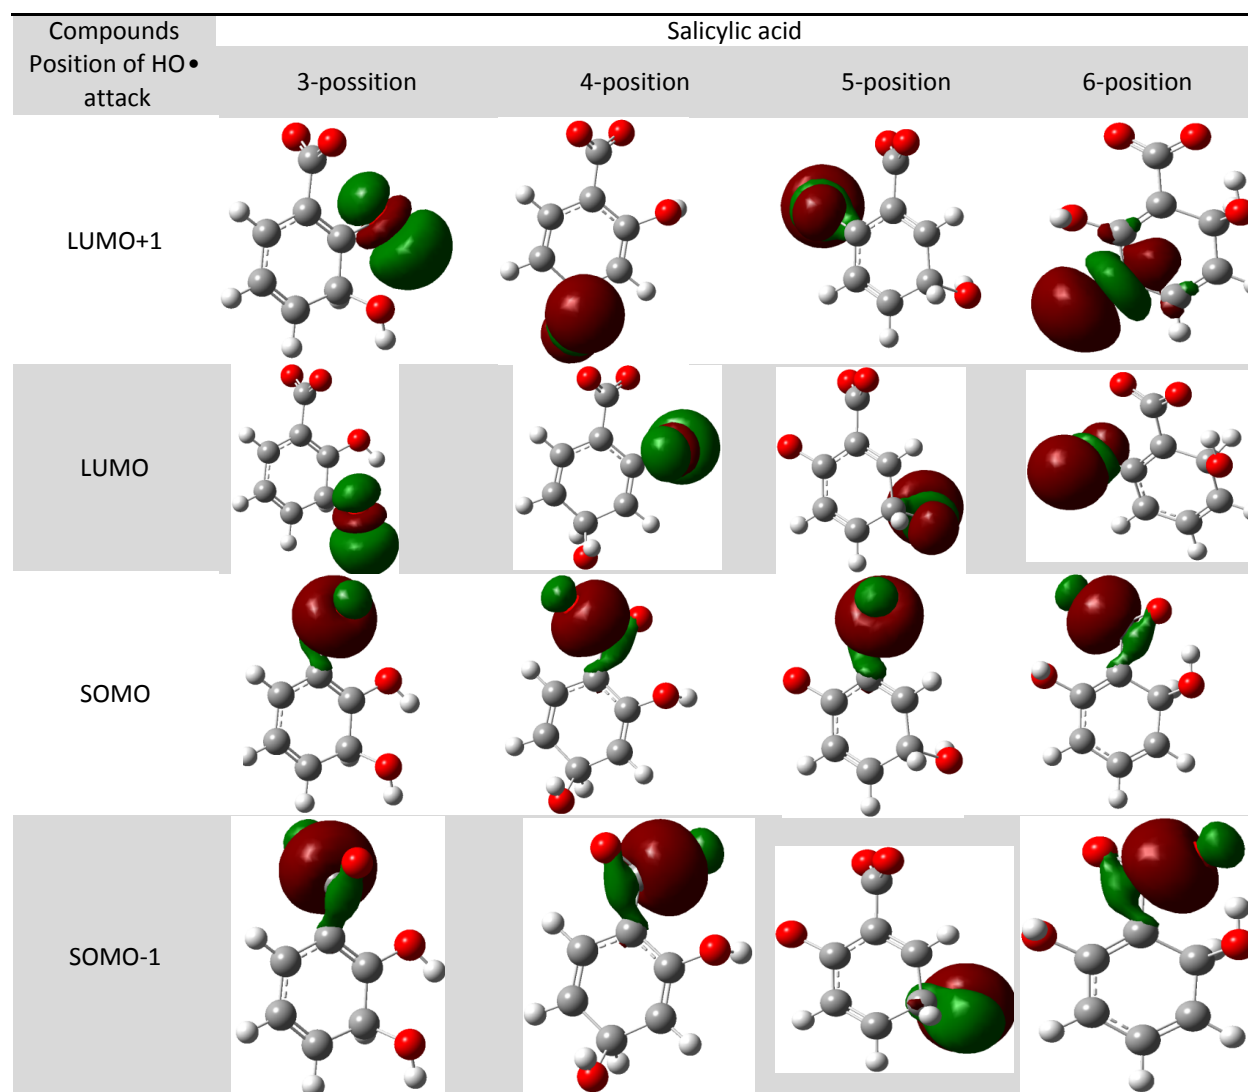 Compounds
Position of HO●
attack
Salicylic acid
3-possition
4-position
5-position
6-position
LUMO+1
LUMO
SOMO
SOMO-1